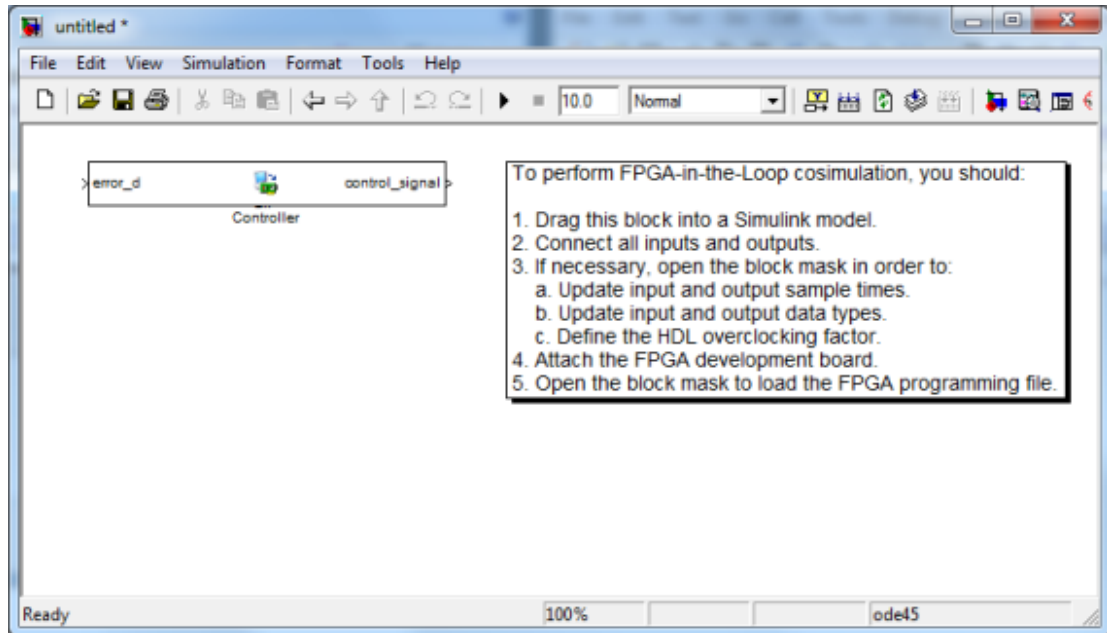 untitled *
File Edit View Simulation Format Tools Help
10.0 Normal
error_d control_signal
Controller
To perform FPGA-in-the-Loop cosimulation, you should:
1. Drag this block into a Simulink model.
2. Connect all inputs and outputs.
3. If necessary, open the block mask in order to:
a. Update input and output sample times.
b. Update input and output data types.
c. Define the HDL overclocking factor.
4. Attach the FPGA development board.
5. Open the block mask to load the FPGA programming file.
Ready 100% ode45